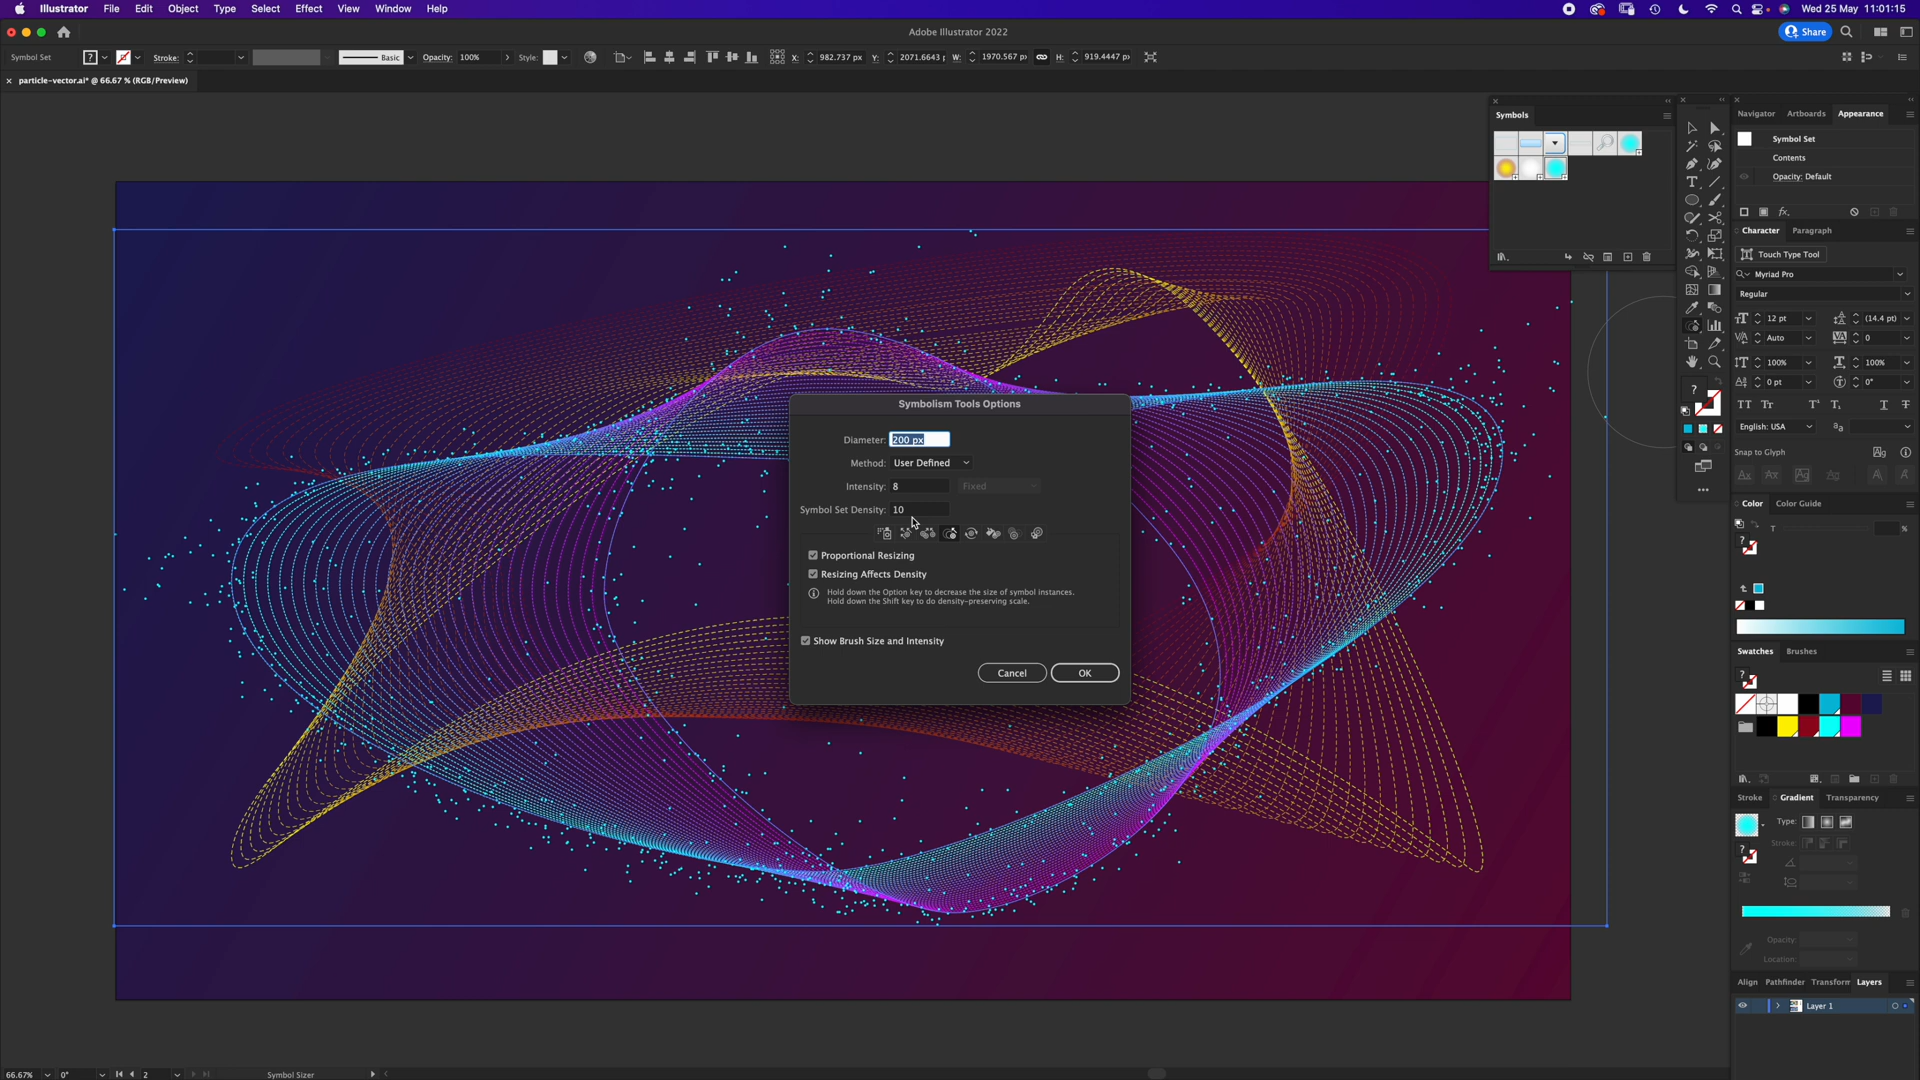 Illustrator File Edit Object Type Select Effect View Window Help
Wed 25 May 11:01:15
Adobe Illustrator 2022
Share
Symbol Set
Stroke:
Basic
Opacity: 100%
Style:
X: 982.737 px
Y: 2071.6643
W: 1970.567 p
H: 919.4447 p
particle-vector.ai* @ 66.67 % (RGB/Preview)
Symbols
Navigator Artboards Appearance
Symbol Set
Contents
Opacity: Default
fx
Character Paragraph
Touch Type Tool
Myriad Pro
Regular
12 pt
(14.4 pt)
Auto
0
100%
100%
0 pt
0°
English: USA
Snap to Glyph
Color Color Guide
T
%
Swatches Brushes
Stroke Gradient Transparency
Type:
Stroke:
Opacity:
Location:
Align Pathfinder Transform Layers
Layer 1
Symbolism Tools Options
Diameter: 200 px
Method: User Defined
Intensity: 8 Fixed
Symbol Set Density: 10
Proportional Resizing
Resizing Affects Density
Hold down the Option key to decrease the size of symbol instances.
Hold down the Shift key to do density-preserving scale.
Show Brush Size and Intensity
Cancel OK
66.67% 0° 2 Symbol Sizer